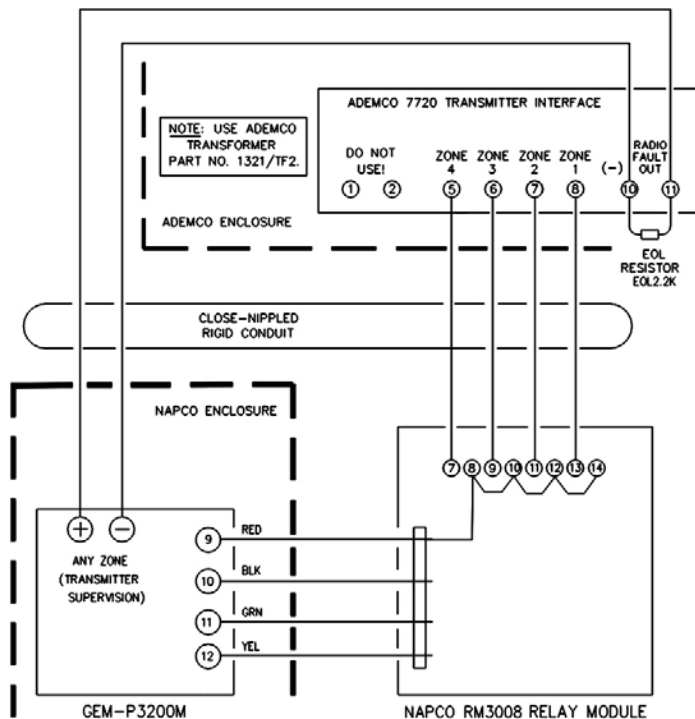 ADEMCO 7720 TRANSMITTER INTERFACE
NOTE: USE ADEMCO
TRANSFORMER
PART NO. 1321/TF2.
DO NOT
USE!
ZONE
4
ZONE
3
ZONE
2
ZONE
1
(-)
RADIO
FAULT
OUT
1 2 5 6 7 8 10 11
ADEMCO ENCLOSURE
EOL
RESISTOR
EOL2.2K
CLOSE-NIPPLED
RIGID CONDUIT
NAPCO ENCLOSURE
7 8 9 10 11 12 13 14
+ −
ANY ZONE
(TRANSMITTER
SUPERVISION)
9 RED
10 BLK
11 GRN
12 YEL
GEM-P3200M
NAPCO RM3008 RELAY MODULE